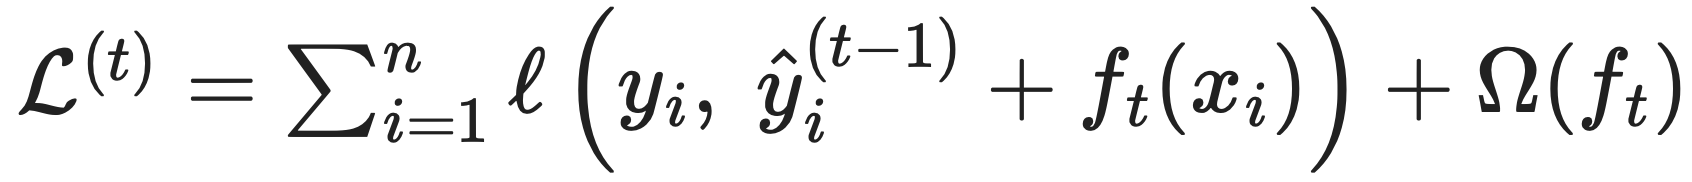 ℒ^(t) = ∑_{i=1}^{n} ℓ(y_i, ŷ_i^(t−1) + f_t(x_i)) + Ω(f_t)